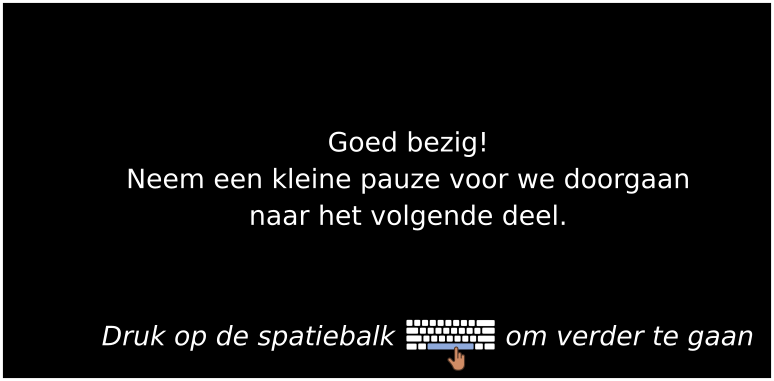 Goed bezig!
Neem een kleine pauze voor we doorgaan
naar het volgende deel.
Druk op de spatiebalk om verder te gaan